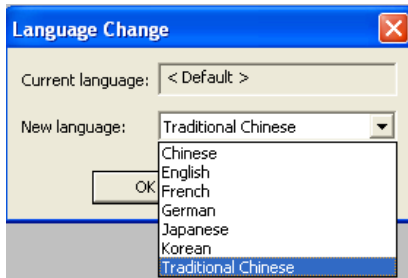 Language Change
Current language: < Default >
New language: Traditional Chinese
Chinese
English
French
German
Japanese
Korean
Traditional Chinese
OK